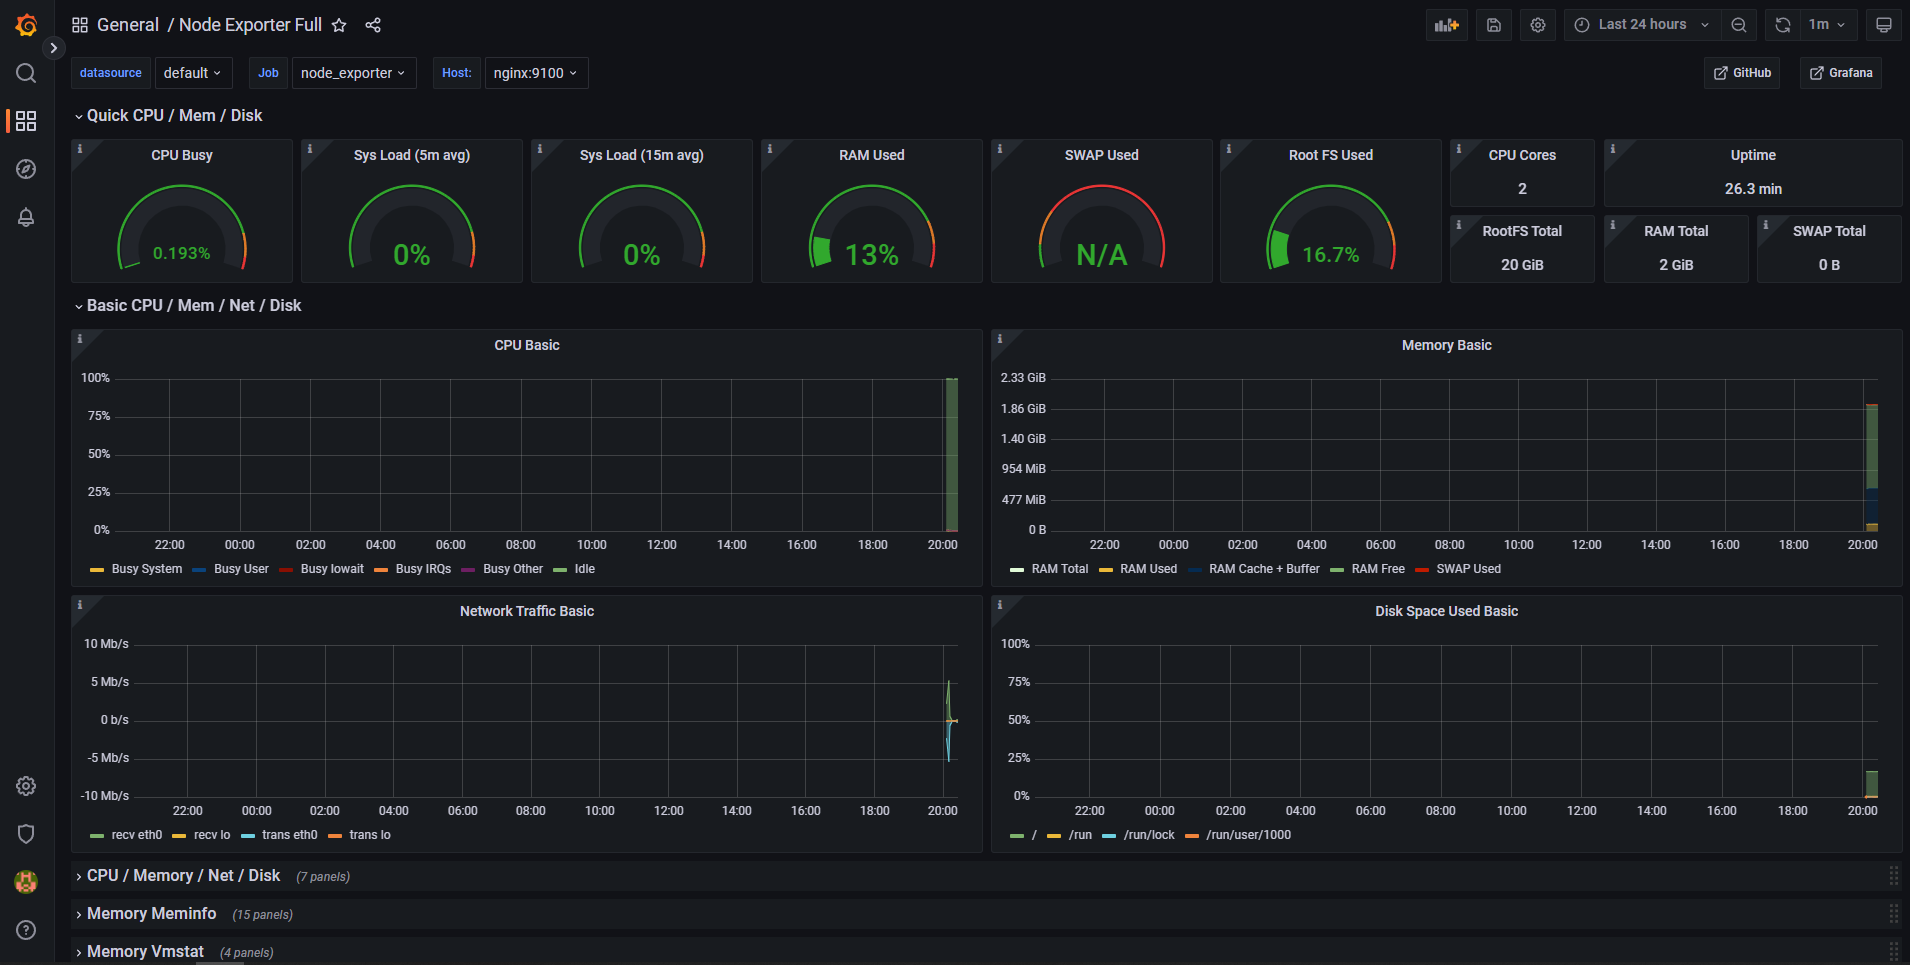 General / Node Exporter Full
Last 24 hours
1m
datasource default Job node_exporter Host: nginx:9100
GitHub Grafana
Quick CPU / Mem / Disk
CPU Busy
0.193%
Sys Load (5m avg)
0%
Sys Load (15m avg)
0%
RAM Used
13%
SWAP Used
N/A
Root FS Used
16.7%
CPU Cores
2
Uptime
26.3 min
RootFS Total
20 GiB
RAM Total
2 GiB
SWAP Total
0 B
Basic CPU / Mem / Net / Disk
CPU Basic
100%
75%
50%
25%
0%
22:00 00:00 02:00 04:00 06:00 08:00 10:00 12:00 14:00 16:00 18:00 20:00
Busy System Busy User Busy Iowait Busy IRQs Busy Other Idle
Memory Basic
2.33 GiB
1.86 GiB
1.40 GiB
954 MiB
477 MiB
0 B
22:00 00:00 02:00 04:00 06:00 08:00 10:00 12:00 14:00 16:00 18:00 20:00
RAM Total RAM Used RAM Cache + Buffer RAM Free SWAP Used
Network Traffic Basic
10 Mb/s
5 Mb/s
0 b/s
-5 Mb/s
-10 Mb/s
22:00 00:00 02:00 04:00 06:00 08:00 10:00 12:00 14:00 16:00 18:00 20:00
recv eth0 recv lo trans eth0 trans lo
Disk Space Used Basic
100%
75%
50%
25%
0%
22:00 00:00 02:00 04:00 06:00 08:00 10:00 12:00 14:00 16:00 18:00 20:00
/ /run /run/lock /run/user/1000
CPU / Memory / Net / Disk (7 panels)
Memory Meminfo (15 panels)
Memory Vmstat (4 panels)